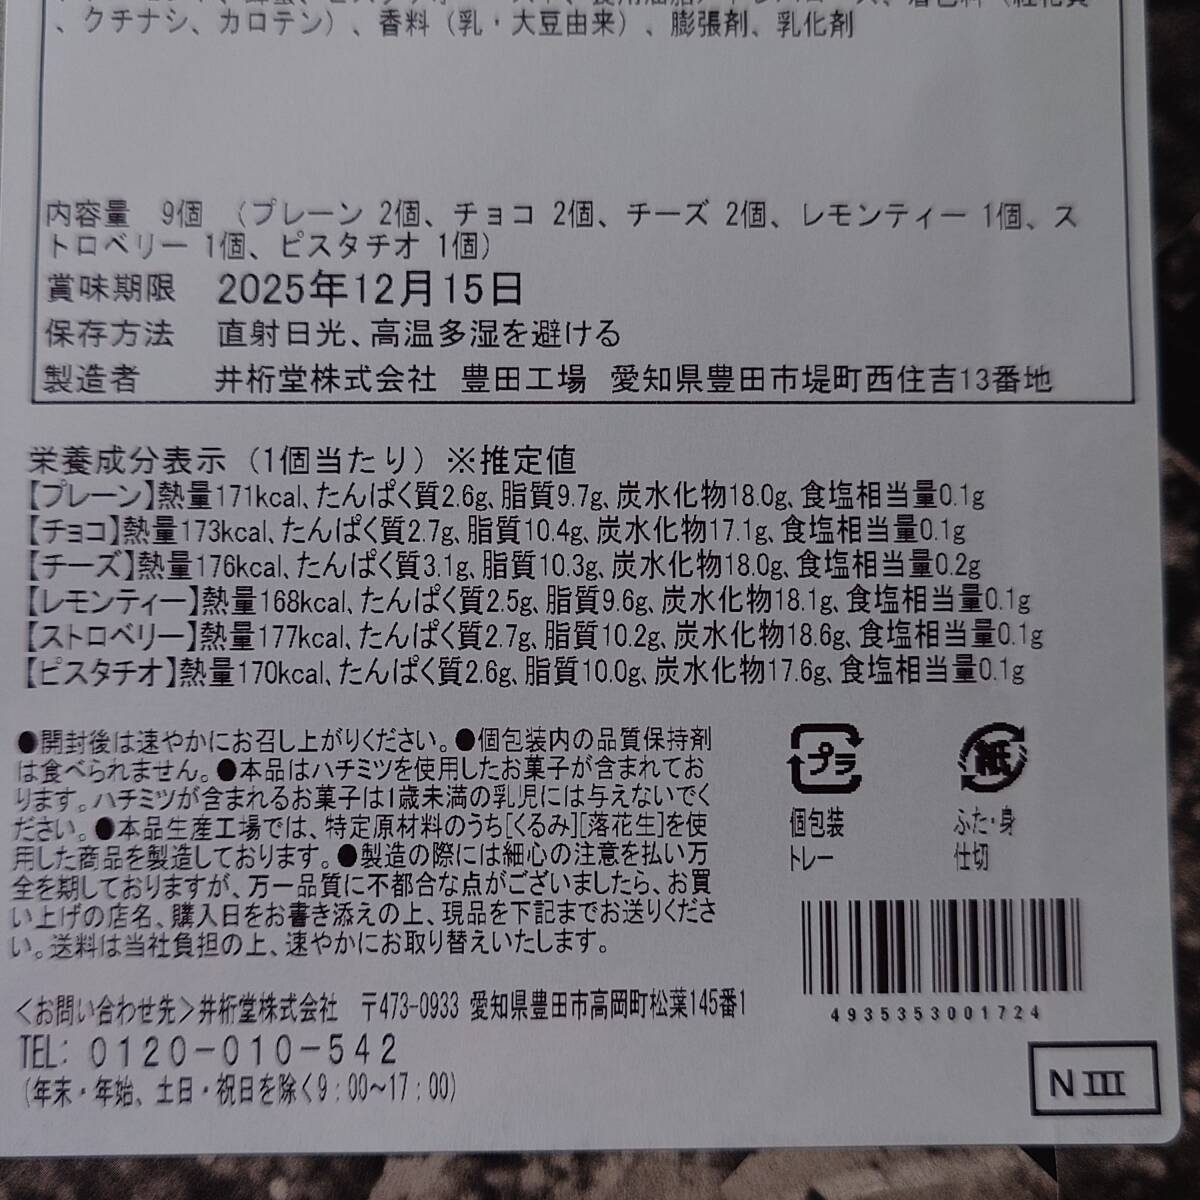 、クチナシ、カロテン）、香料（乳・大豆由来）、膨張剤、乳化剤
内容量　9個　（プレーン 2個、チョコ 2個、チーズ 2個、レモンティー 1個、ス
トロベリー 1個、ピスタチオ 1個）
賞味期限　2025年12月15日
保存方法　直射日光、高温多湿を避ける
製造者　井桁堂株式会社　豊田工場　愛知県豊田市堤町西住吉13番地
栄養成分表示（1個当たり）※推定値
【プレーン】熱量171kcal、たんぱく質2.6g、脂質9.7g、炭水化物18.0g、食塩相当量0.1g
【チョコ】熱量173kcal、たんぱく質2.7g、脂質10.4g、炭水化物17.1g、食塩相当量0.1g
【チーズ】熱量176kcal、たんぱく質3.1g、脂質10.3g、炭水化物18.0g、食塩相当量0.2g
【レモンティー】熱量168kcal、たんぱく質2.5g、脂質9.6g、炭水化物18.1g、食塩相当量0.1g
【ストロベリー】熱量177kcal、たんぱく質2.7g、脂質10.2g、炭水化物18.6g、食塩相当量0.1g
【ピスタチオ】熱量170kcal、たんぱく質2.6g、脂質10.0g、炭水化物17.6g、食塩相当量0.1g
●開封後は速やかにお召し上がりください。●個包装内の品質保持剤
は食べられません。●本品はハチミツを使用したお菓子が含まれてお
ります。ハチミツが含まれるお菓子は1歳未満の乳児には与えないでく
ださい。●本品生産工場では、特定原材料のうち[くるみ][落花生]を使
用した商品を製造しております。●製造の際には細心の注意を払い万
全を期しておりますが、万一品質に不都合な点がございましたら、お買
い上げの店名、購入日をお書き添えの上、現品を下記までお送りくださ
い。送料は当社負担の上、速やかにお取り替えいたします。
プラ
個包装
トレー
紙
ふた・身
仕切
4935353001724
＜お問い合わせ先＞井桁堂株式会社　〒473-0933 愛知県豊田市高岡町松葉145番1
TEL：0120-010-542
（年末・年始、土日・祝日を除く9：00～17：00）
N III